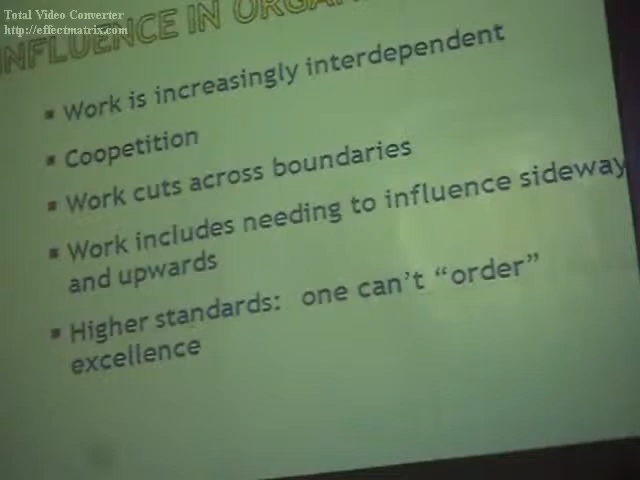 Total Video Converter
http://effectmatrix.com
INFLUENCE IN
Work is increasingly interdependent
Coopetition
Work cuts across boundaries
Work includes needing to influence sideway
and upwards
Higher standards: one can't "order"
excellence